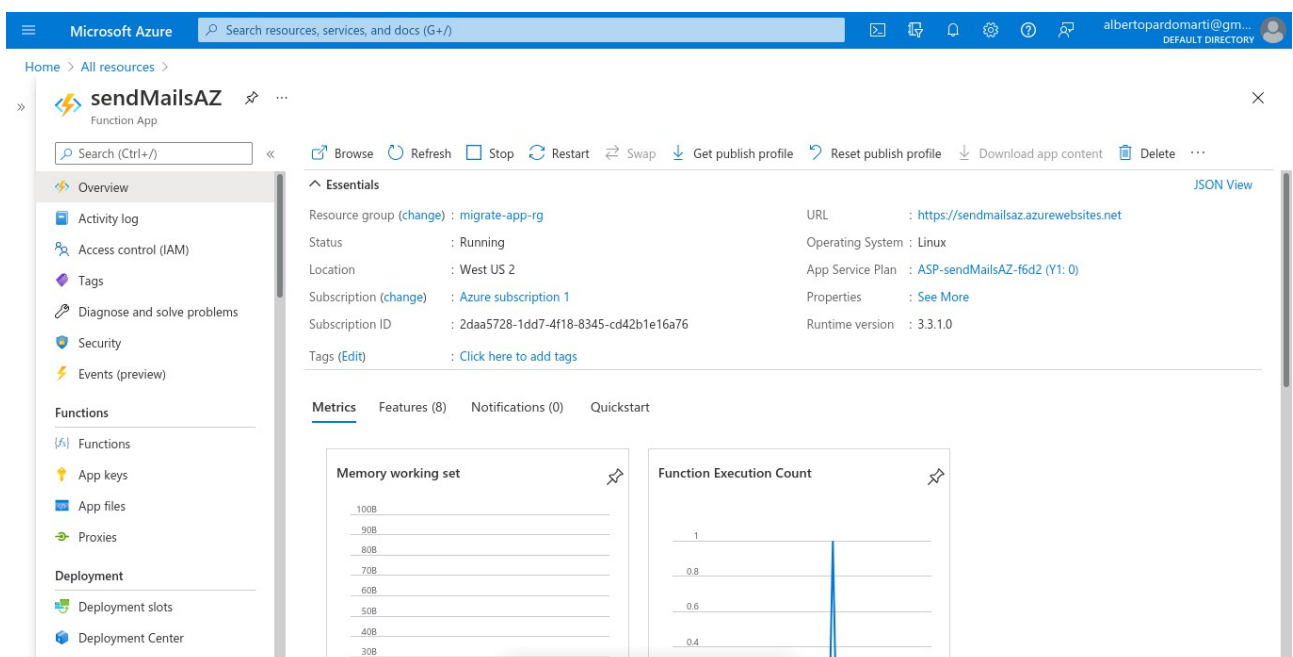 Microsoft Azure
Search resources, services, and docs (G+/)
albertopardomarti@gm...
DEFAULT DIRECTORY
Home > All resources >
sendMailsAZ
Function App
Search (Ctrl+/)
Browse Refresh Stop Restart Swap Get publish profile Reset publish profile Download app content Delete
Overview
Activity log
Access control (IAM)
Tags
Diagnose and solve problems
Security
Events (preview)
Functions
Functions
App keys
App files
Proxies
Deployment
Deployment slots
Deployment Center
Essentials
JSON View
Resource group (change) : migrate-app-rg
Status : Running
Location : West US 2
Subscription (change) : Azure subscription 1
Subscription ID : 2daa5728-1dd7-4f18-8345-cd42b1e16a76
Tags (Edit) : Click here to add tags
URL : https://sendmailsaz.azurewebsites.net
Operating System : Linux
App Service Plan : ASP-sendMailsAZ-f6d2 (Y1: 0)
Properties : See More
Runtime version : 3.3.1.0
Metrics Features (8) Notifications (0) Quickstart
Memory working set
100B
90B
80B
70B
60B
50B
40B
30B
Function Execution Count
1
0.8
0.6
0.4